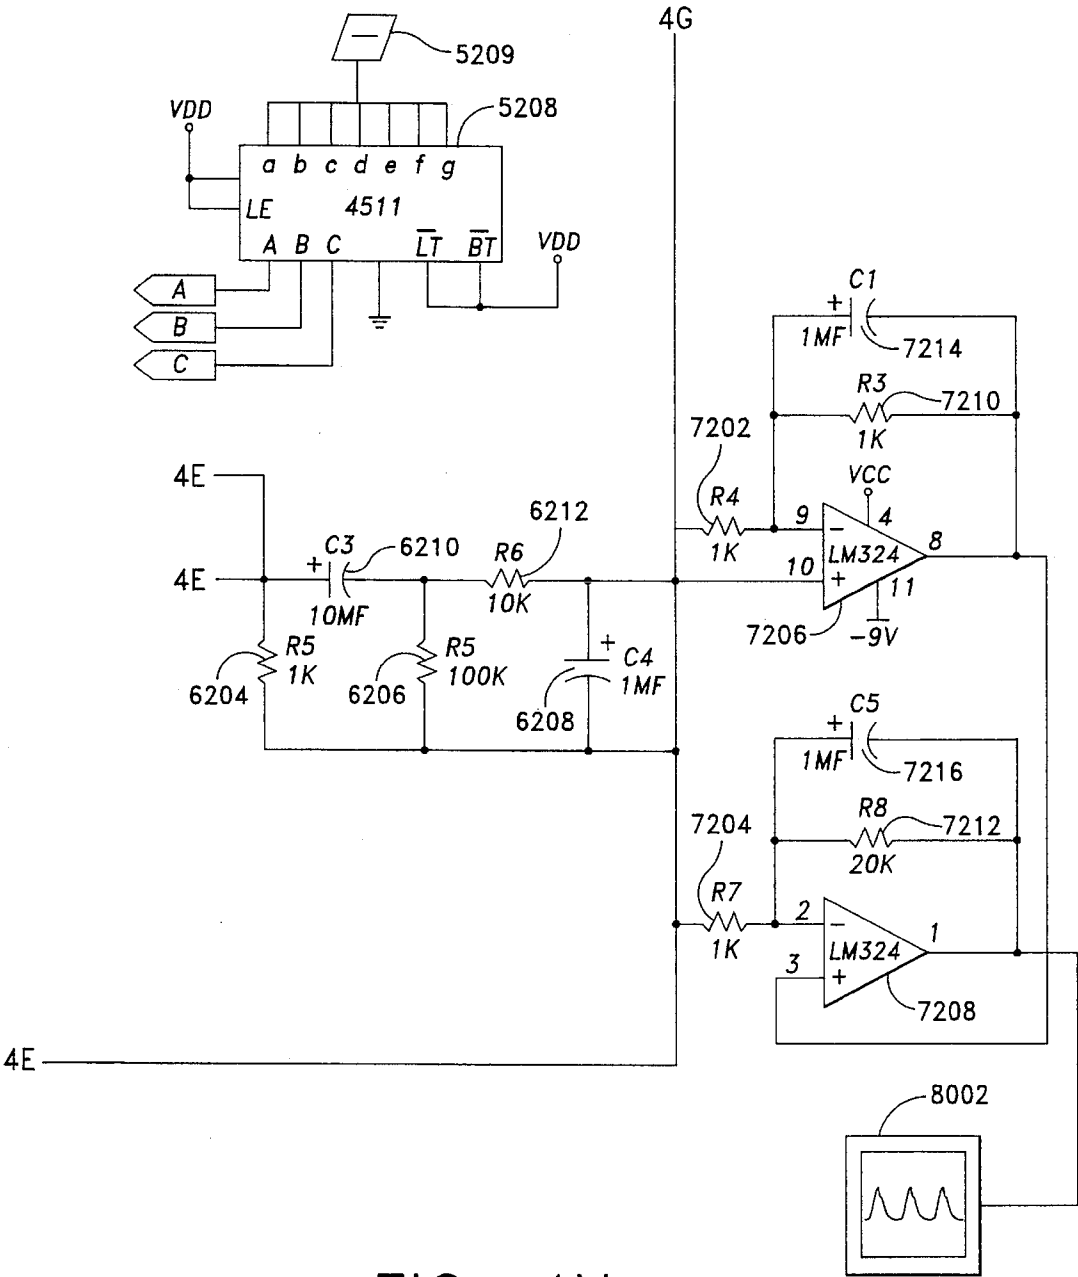 4G
5209
VDD
5208
a b c d e f g
LE
4511
A B C LT BT
VDD
A
B
C
C1
+
1MF
7214
R3
7210
1K
7202
VCC
4E
R4
9
4
6212
1K
LM324
8
C3
+
6210
R6
10
4E
10MF
10K
11
7206
-9V
R5
1K
6204
R5
100K
6206
+
C4
1MF
6208
C5
+
1MF
7216
R8
7212
20K
7204
R7
2
1
1K
LM324
3
7208
4E
8002